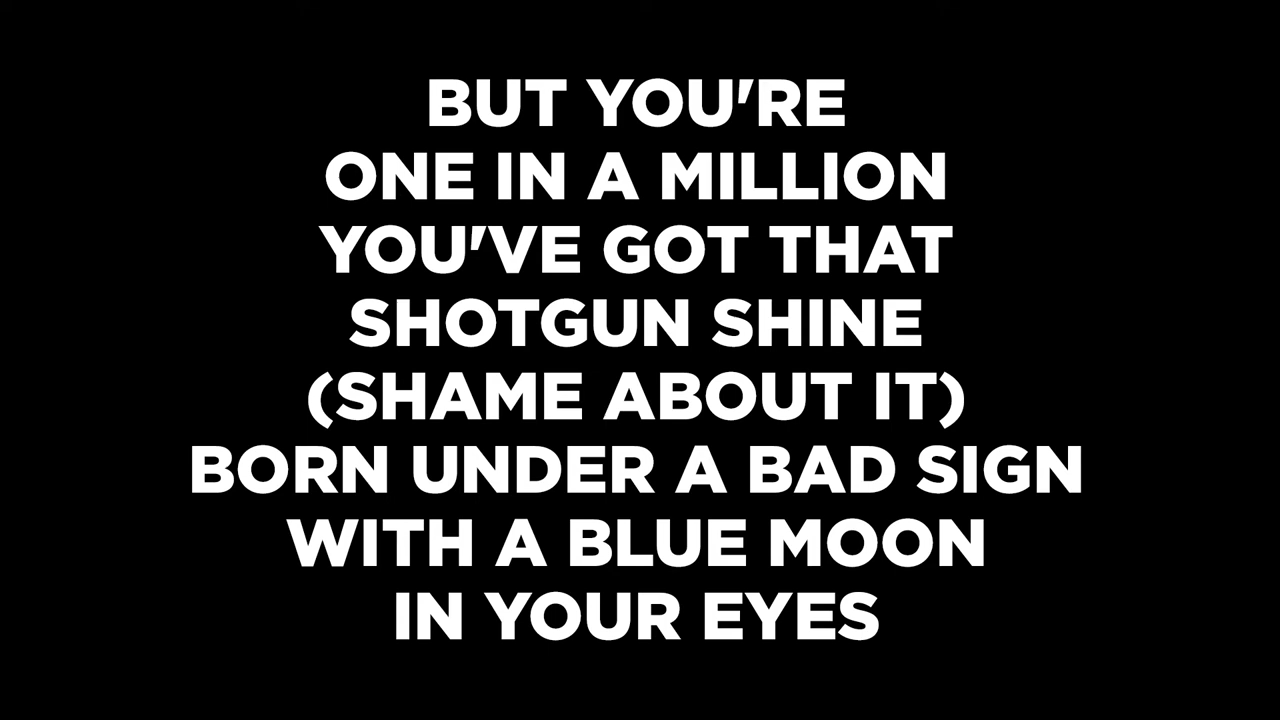 BUT YOU'RE
ONE IN A MILLION
YOU'VE GOT THAT
SHOTGUN SHINE
(SHAME ABOUT IT)
BORN UNDER A BAD SIGN
WITH A BLUE MOON
IN YOUR EYES